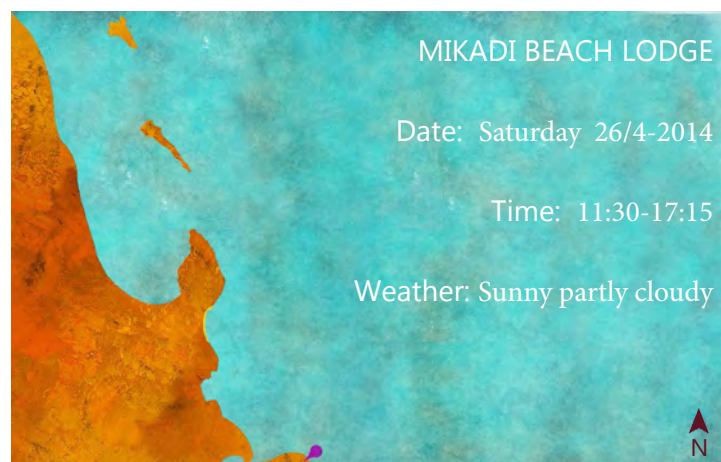 MIKADI BEACH LODGE
Date: Saturday 26/4-2014
Time: 11:30-17:15
Weather: Sunny partly cloudy
N